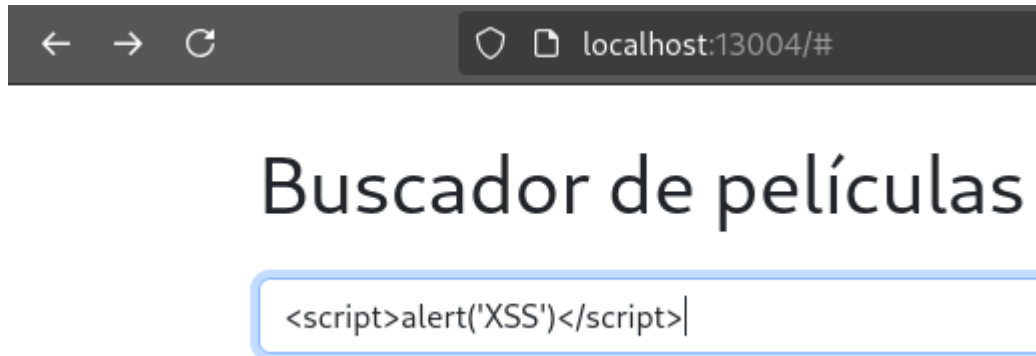 localhost:13004/#
Buscador de películas
<script>alert('XSS')</script>